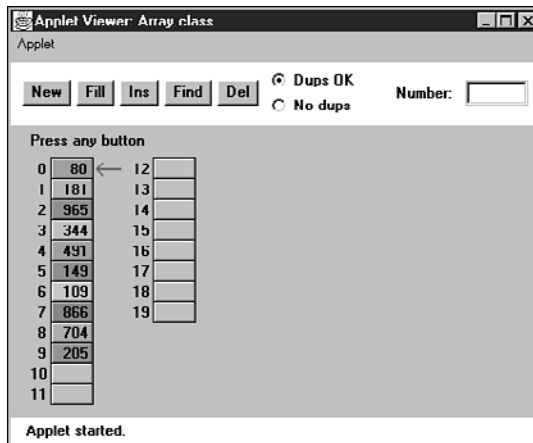 Applet Viewer: Array class
Applet
New Fill Ins Find Del
Dups OK
No dups
Number:
Press any button
0 80 12
1 181 13
2 965 14
3 344 15
4 491 16
5 149 17
6 109 18
7 866 19
8 704
9 205
10
11
Applet started.